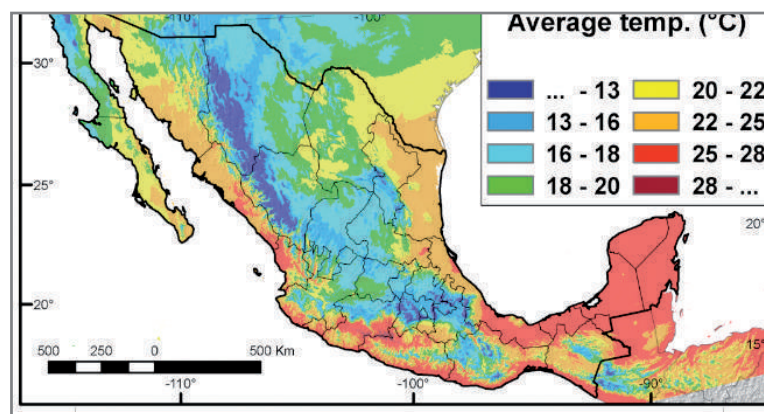 -110° -100°
Average temp. (°C)
... - 13 20 - 22
13 - 16 22 - 25
16 - 18 25 - 28
18 - 20 28 - ...
30°
25°
20°
20°
15°
500 250 0 500 Km
-110° -100° -90°